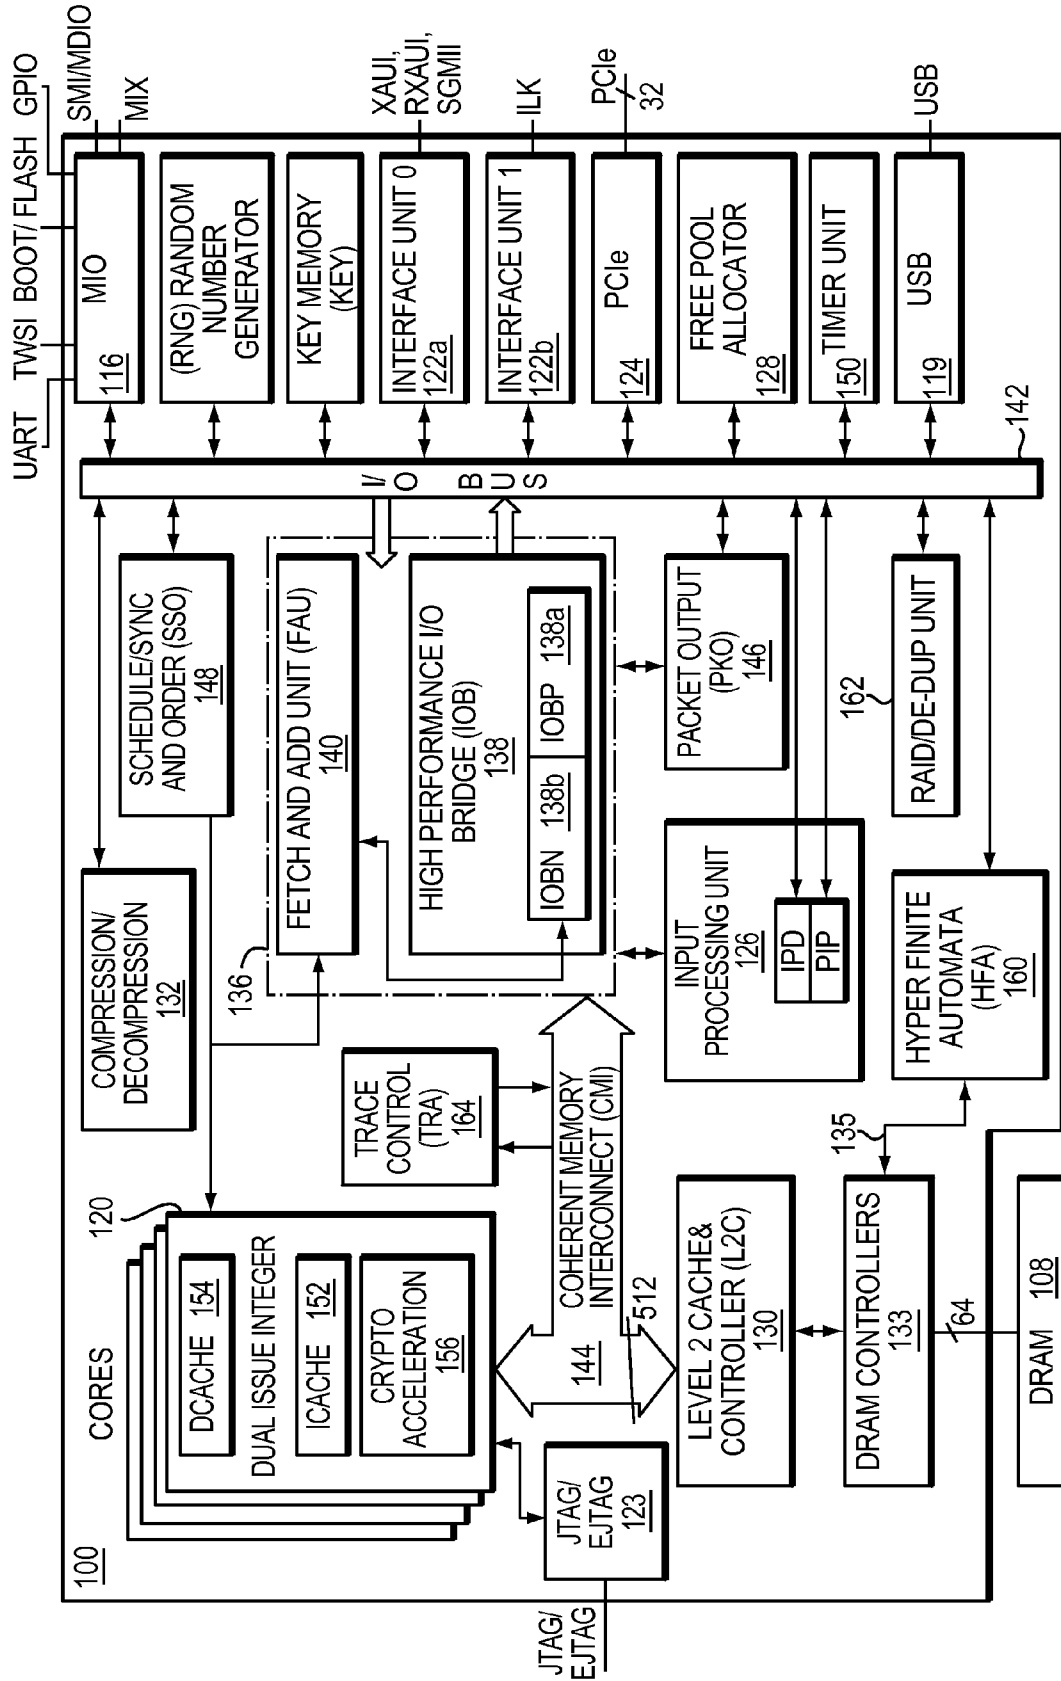 100
CORES
120
DCACHE 154
DUAL ISSUE INTEGER
ICACHE 152
CRYPTO
ACCELERATION
156
JTAG/
EJTAG
JTAG/
EJTAG
123
COMPRESSION/
DECOMPRESSION
132
SCHEDULE/SYNC
AND ORDER (SSO)
148
136
FETCH AND ADD UNIT (FAU)
140
HIGH PERFORMANCE I/O
BRIDGE (IOB)
138
IOBN 138b
IOBP 138a
TRACE
CONTROL
(TRA)
164
COHERENT MEMORY
INTERCONNECT (CMI)
144
512
LEVEL 2 CACHE&
CONTROLLER (L2C)
130
DRAM CONTROLLERS
133
64
DRAM 108
135
INPUT
PROCESSING UNIT
126
IPD
PIP
PACKET OUTPUT
(PKO)
146
162
RAID/DE-DUP UNIT
HYPER FINITE
AUTOMATA
(HFA)
160
I/O BUS
142
UART
TWSI
BOOT/ FLASH
GPIO
SMI/MDIO
MIX
MIO
116
(RNG) RANDOM
NUMBER
GENERATOR
KEY MEMORY
(KEY)
INTERFACE UNIT 0
122a
XAUI,
RXAUI,
SGMII
INTERFACE UNIT 1
122b
ILK
PCIe
124
PCIe
32
FREE POOL
ALLOCATOR
128
TIMER UNIT
150
USB
119
USB